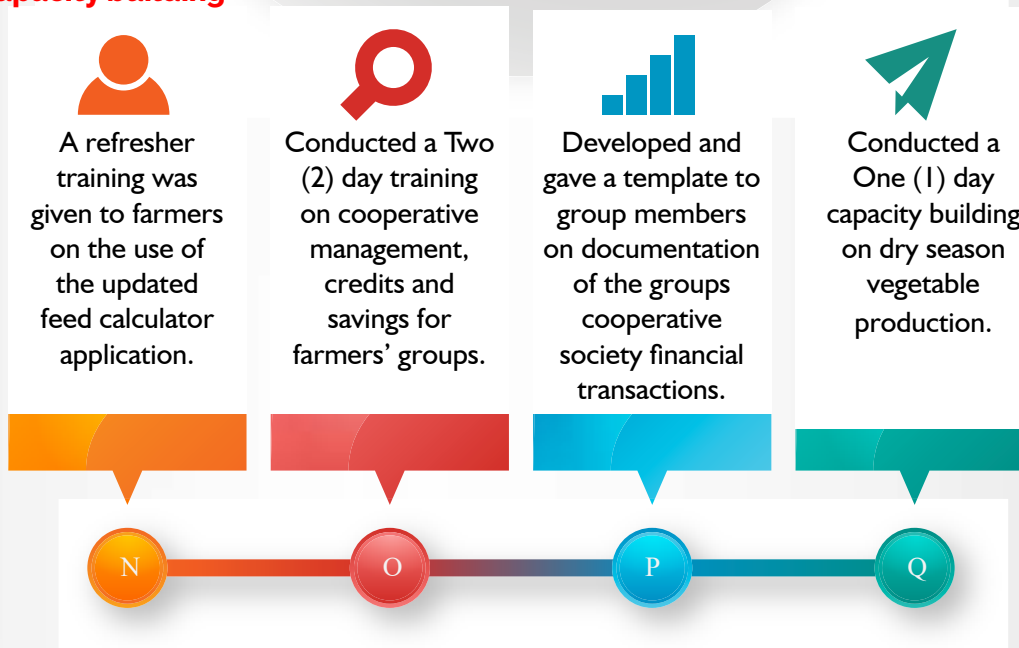 apacity building
A refresher
training was
given to farmers
on the use of
the updated
feed calculator
application.
Conducted a Two
(2) day training
on cooperative
management,
credits and
savings for
farmers’ groups.
Developed and
gave a template to
group members
on documentation
of the groups
cooperative
society financial
transactions.
Conducted a
One (1) day
capacity building
on dry season
vegetable
production.
N
O
P
Q